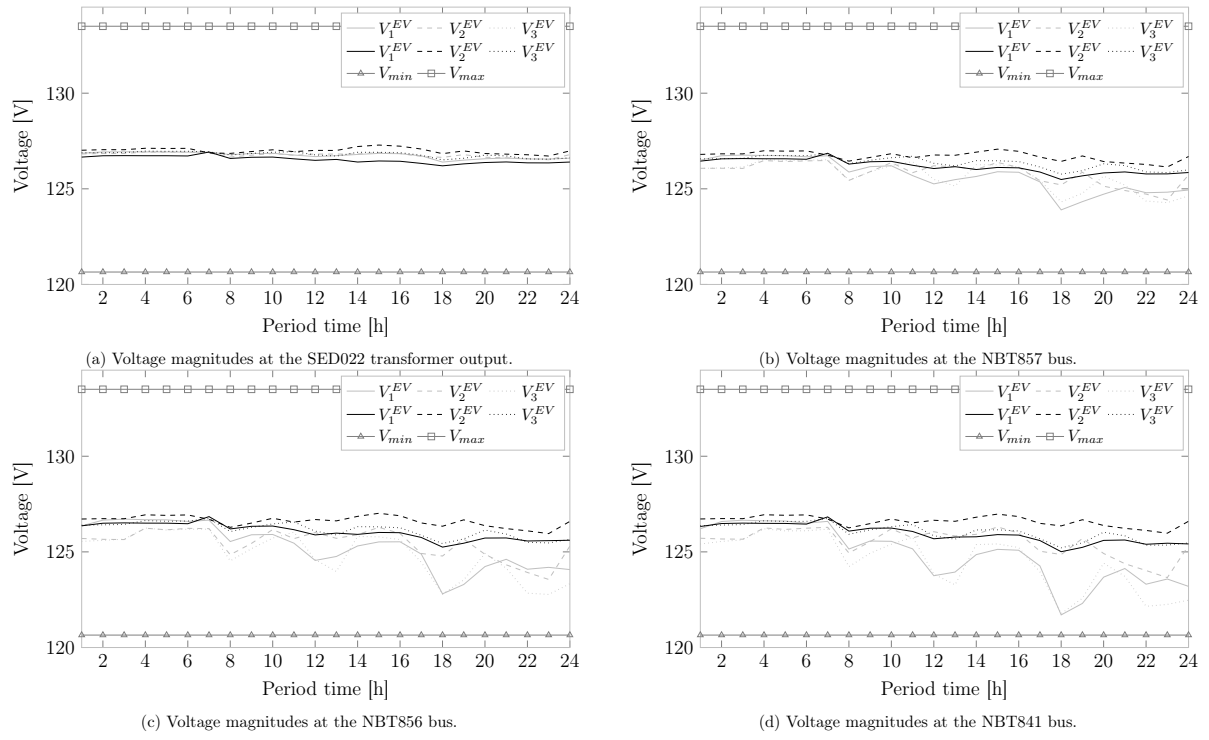 V_1^{EV} V_2^{EV} V_3^{EV}
V_1^{EV} V_2^{EV} V_3^{EV}
V_{min} V_{max}
130
125
120
Voltage [V]
2 4 6 8 10 12 14 16 18 20 22 24
Period time [h]
(a) Voltage magnitudes at the SED022 transformer output.
V_1^{EV} V_2^{EV} V_3^{EV}
V_1^{EV} V_2^{EV} V_3^{EV}
V_{min} V_{max}
130
125
120
Voltage [V]
2 4 6 8 10 12 14 16 18 20 22 24
Period time [h]
(b) Voltage magnitudes at the NBT857 bus.
V_1^{EV} V_2^{EV} V_3^{EV}
V_1^{EV} V_2^{EV} V_3^{EV}
V_{min} V_{max}
130
125
120
Voltage [V]
2 4 6 8 10 12 14 16 18 20 22 24
Period time [h]
(c) Voltage magnitudes at the NBT856 bus.
V_1^{EV} V_2^{EV} V_3^{EV}
V_1^{EV} V_2^{EV} V_3^{EV}
V_{min} V_{max}
130
125
120
Voltage [V]
2 4 6 8 10 12 14 16 18 20 22 24
Period time [h]
(d) Voltage magnitudes at the NBT841 bus.